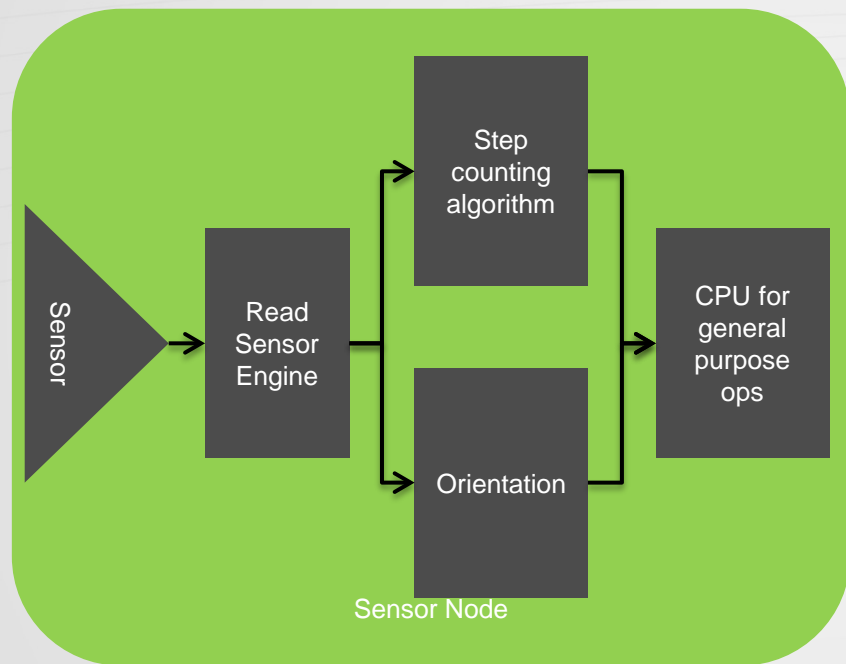 Sensor
Read
Sensor
Engine
Step
counting
algorithm
Orientation
CPU for
general
purpose
ops
Sensor Node